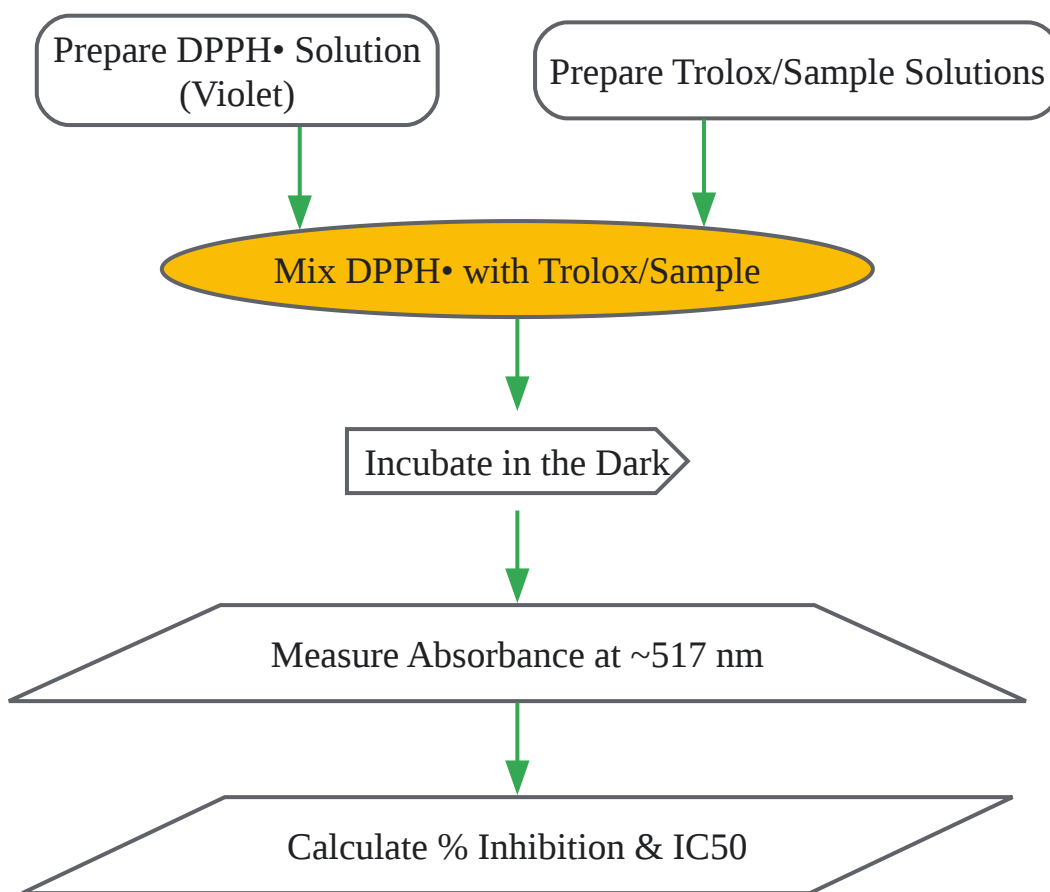 Prepare DPPH• Solution
(Violet)
Prepare Trolox/Sample Solutions
Mix DPPH• with Trolox/Sample
Incubate in the Dark
Measure Absorbance at ~517 nm
Calculate % Inhibition & IC50